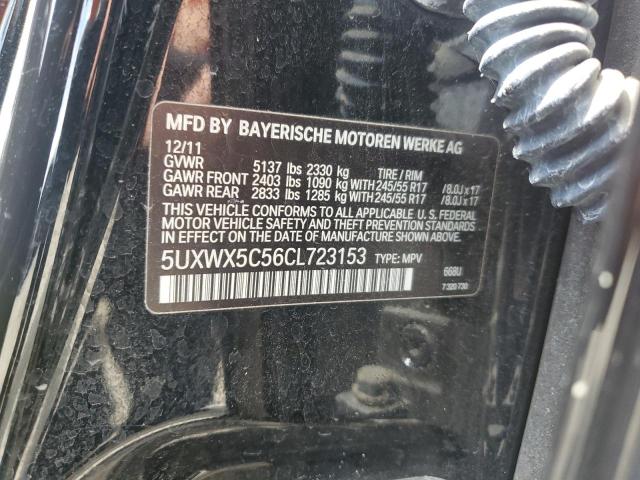 MFD BY BAYERISCHE MOTOREN WERKE AG
12/11
GVWR 5137 lbs 2330 kg TIRE / RIM
GAWR FRONT 2403 lbs 1090 kg WITH 245/55 R17 /8.0J x 17
GAWR REAR 2833 lbs 1285 kg WITH 245/55 R17 /8.0J x 17
THIS VEHICLE CONFORMS TO ALL APPLICABLE U. S. FEDERAL
MOTOR VEHICLE SAFETY AND THEFT PREVENTION STANDARDS
IN EFFECT ON THE DATE OF MANUFACTURE SHOWN ABOVE.
5UXWX5C56CL723153 TYPE: MPV
668U
7 320 730